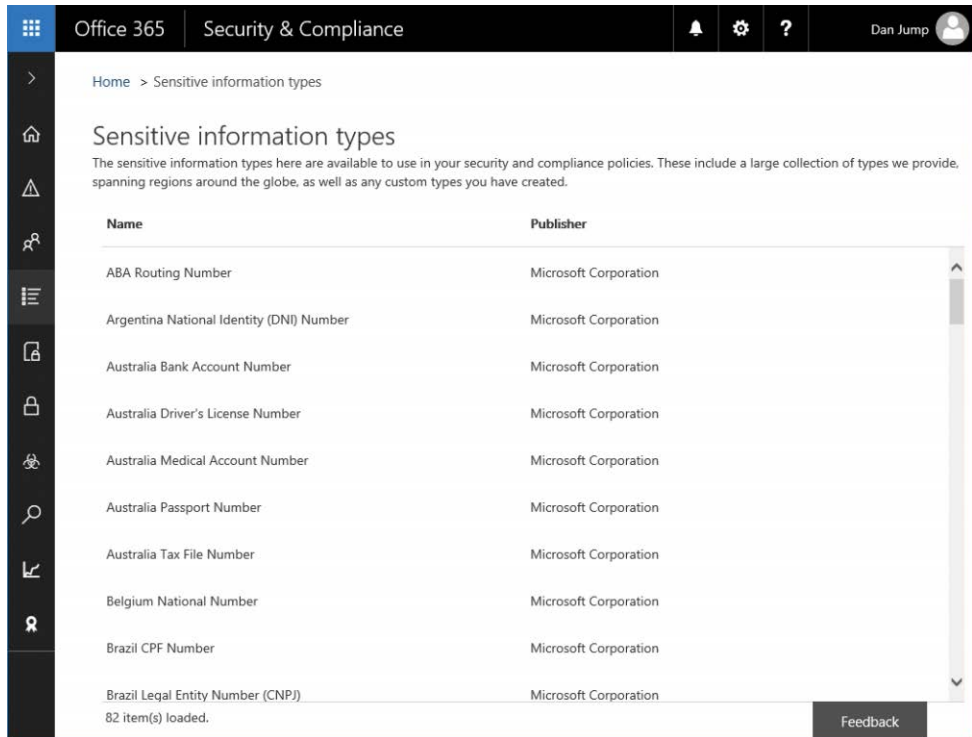 Office 365 Security & Compliance ? Dan Jump
Home > Sensitive information types
Sensitive information types
The sensitive information types here are available to use in your security and compliance policies. These include a large collection of types we provide,
spanning regions around the globe, as well as any custom types you have created.
Name Publisher
ABA Routing Number Microsoft Corporation
Argentina National Identity (DNI) Number Microsoft Corporation
Australia Bank Account Number Microsoft Corporation
Australia Driver's License Number Microsoft Corporation
Australia Medical Account Number Microsoft Corporation
Australia Passport Number Microsoft Corporation
Australia Tax File Number Microsoft Corporation
Belgium National Number Microsoft Corporation
Brazil CPF Number Microsoft Corporation
Brazil Legal Entity Number (CNPJ) Microsoft Corporation
82 item(s) loaded.
Feedback